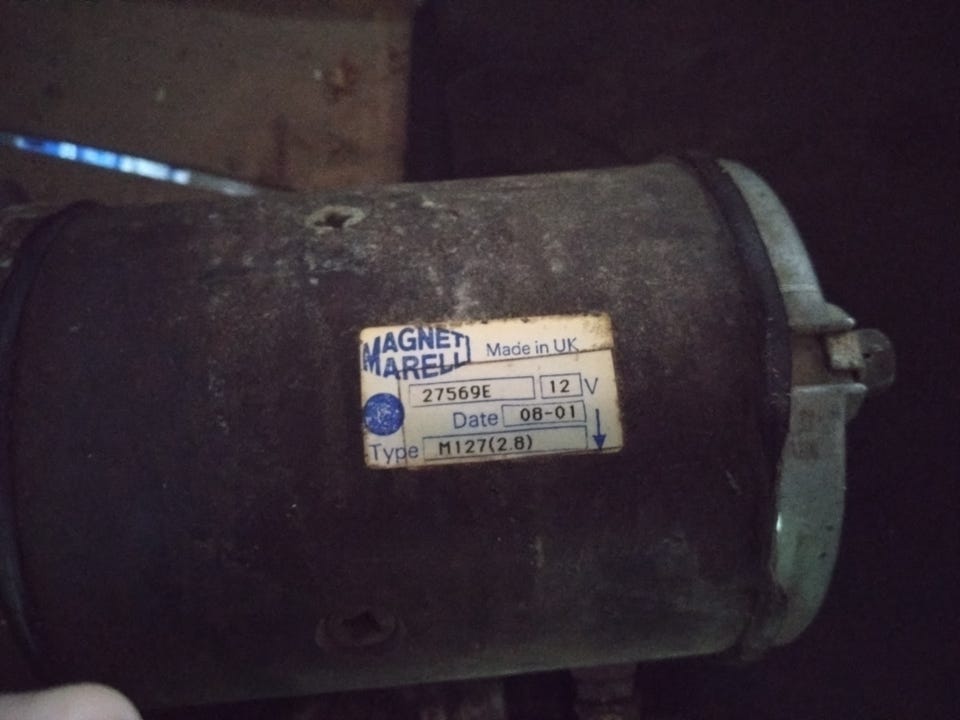 MAGNETI
MARELLI
Made in UK
27569E 12 V
Date 08-01
Type M127(2.8)